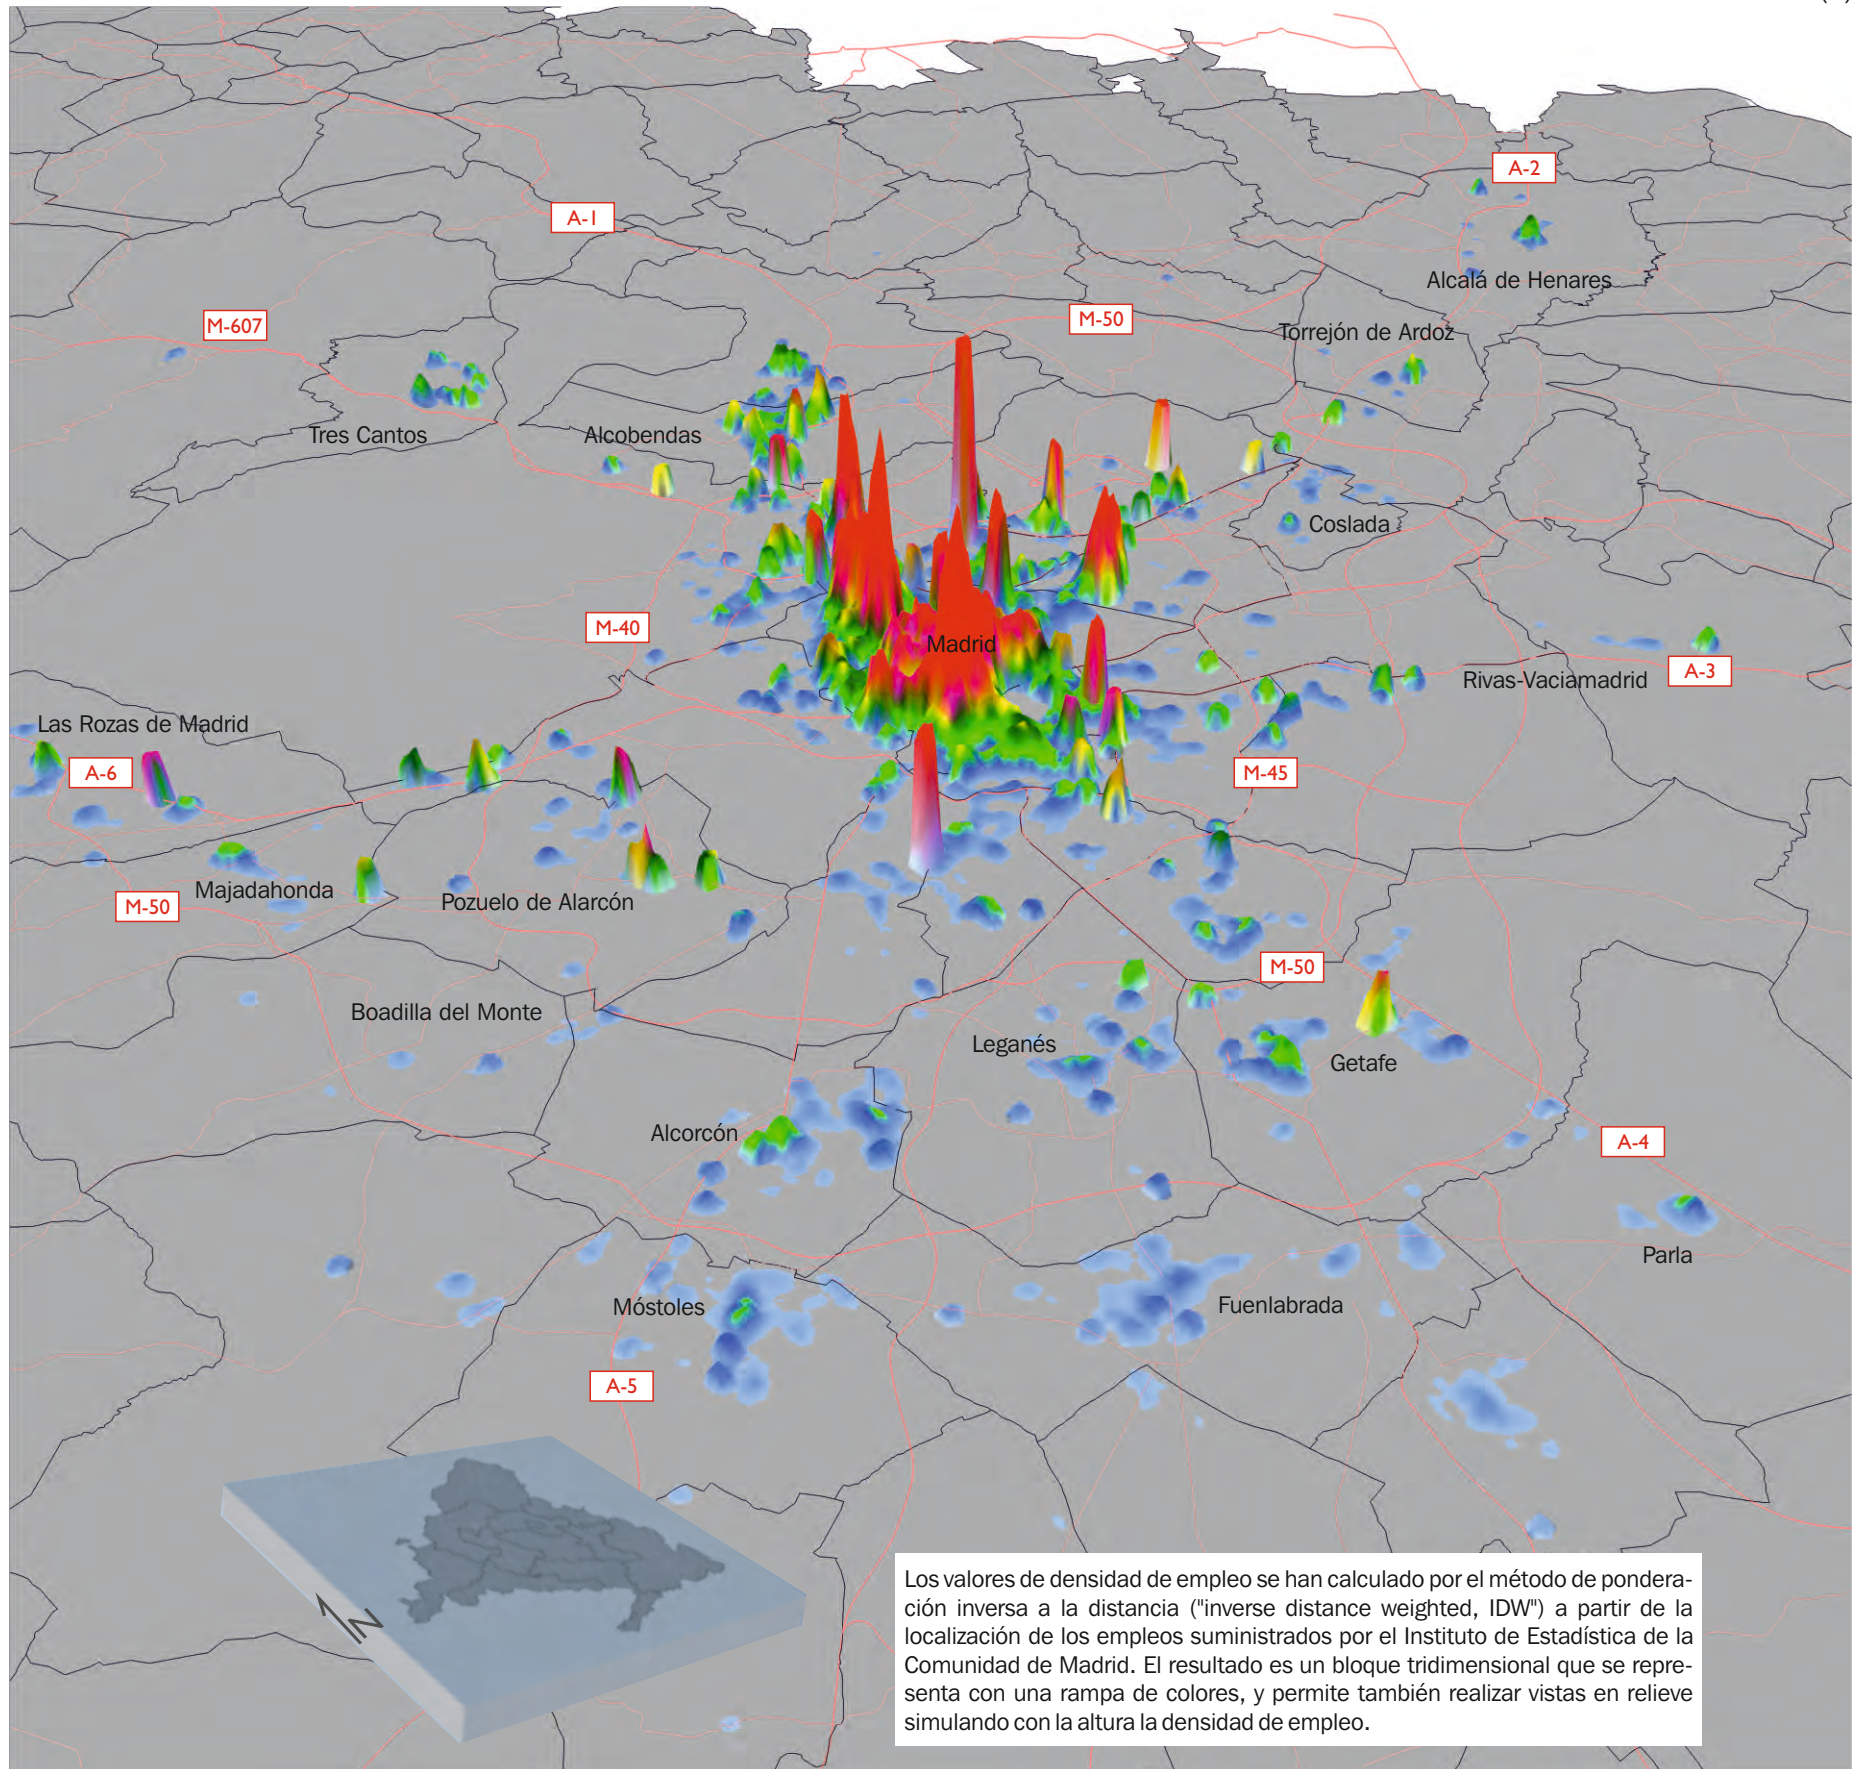 A-2
A-1
Alcalá de Henares
M-607
M-50
Torrejón de Ardoz
Tres Cantos
Alcobendas
Coslada
M-40
Madrid
Rivas-Vaciamadrid
A-3
Las Rozas de Madrid
A-6
M-45
Majadahonda
M-50
Pozuelo de Alarcón
M-50
Boadilla del Monte
Leganés
Getafe
Alcorcón
A-4
Parla
Móstoles
Fuenlabrada
A-5
N
Los valores de densidad de empleo se han calculado por el método de pondera-
ción inversa a la distancia ("inverse distance weighted, IDW") a partir de la
localización de los empleos suministrados por el Instituto de Estadística de la
Comunidad de Madrid. El resultado es un bloque tridimensional que se repre-
senta con una rampa de colores, y permite también realizar vistas en relieve
simulando con la altura la densidad de empleo.